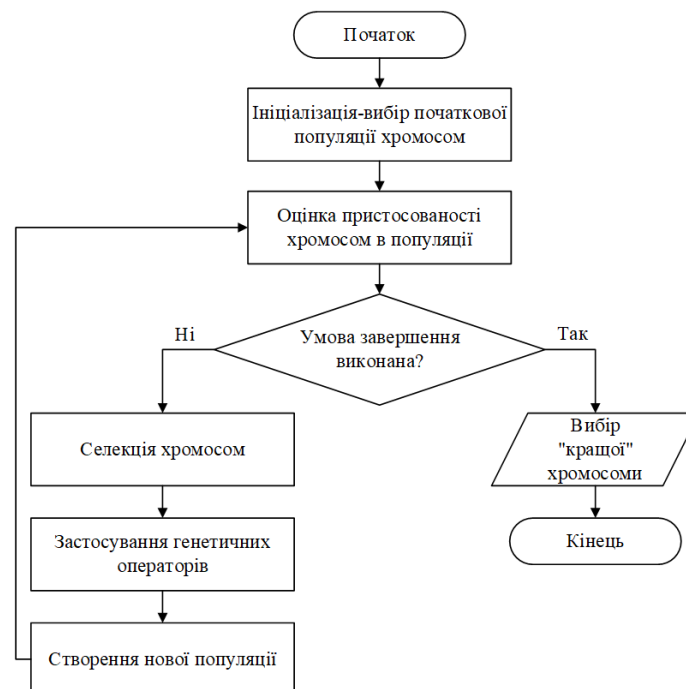 Початок
Ініціалізація-вибір початкової
популяції хромосом
Оцінка пристосованості
хромосом в популяції
Умова завершення
виконана?
Ні
Так
Селекція хромосом
Вибір
"кращої"
хромосоми
Застосування генетичних
операторів
Кінець
Створення нової популяції